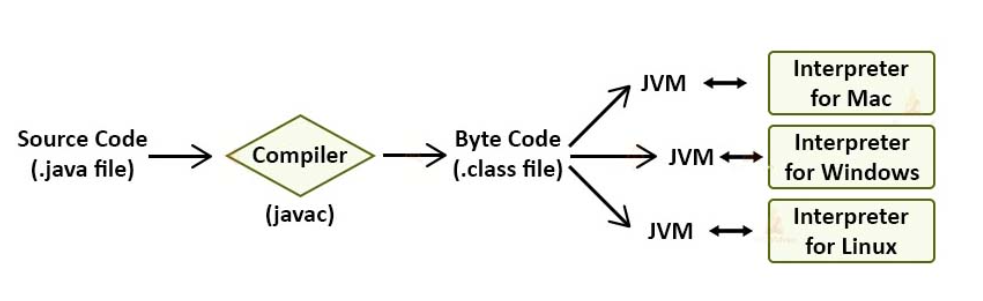 Source Code
(.java file)
Compiler
(javac)
Byte Code
(.class file)
JVM
Interpreter
for Mac
JVM
Interpreter
for Windows
JVM
Interpreter
for Linux